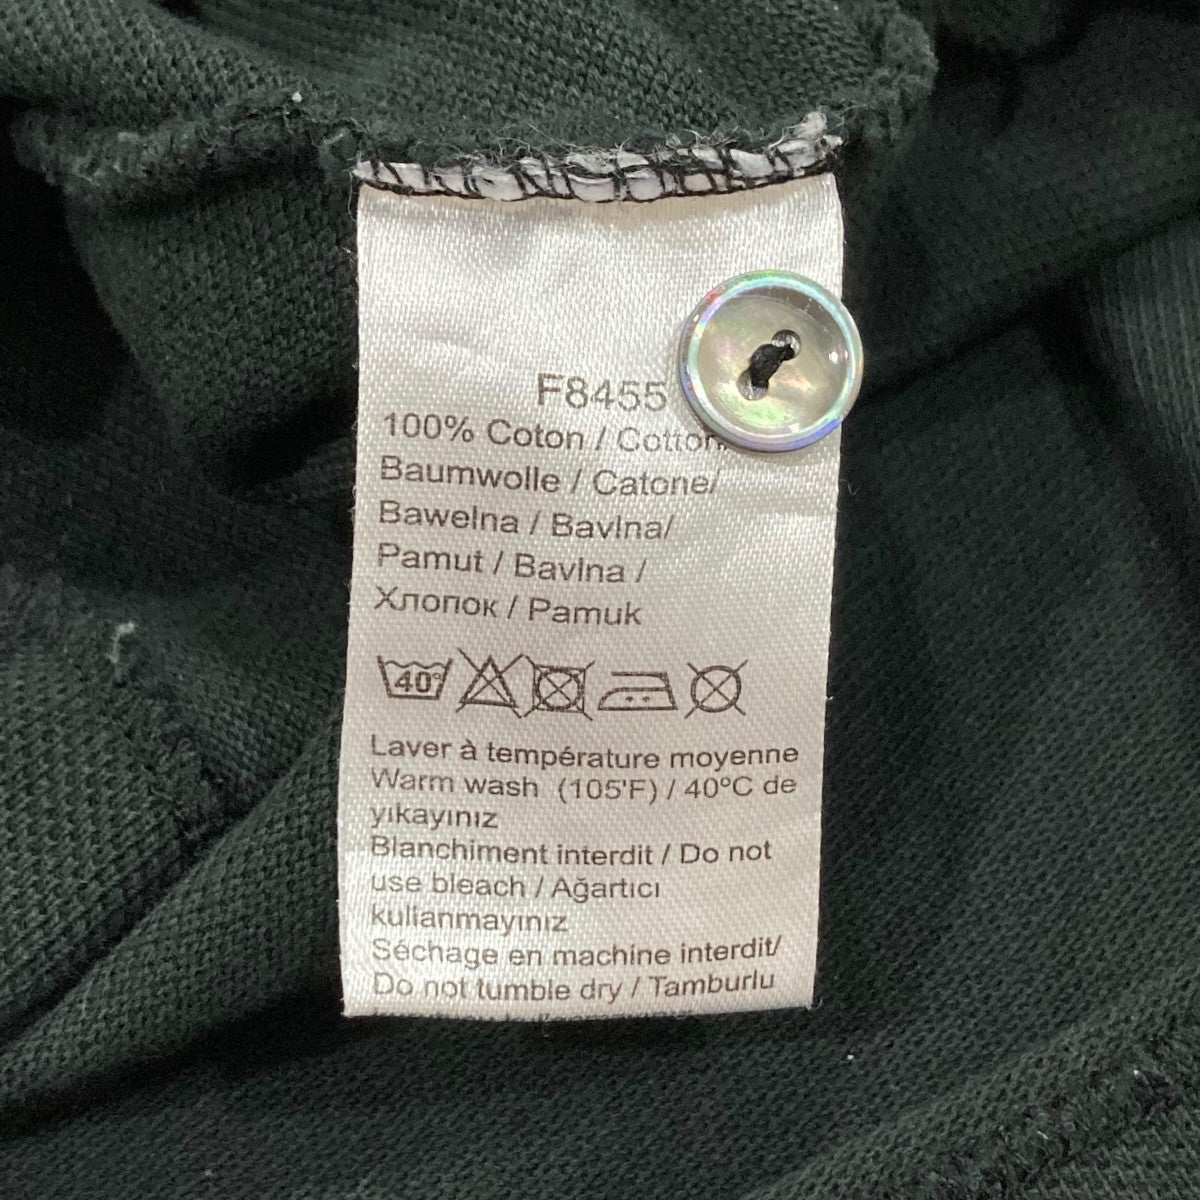 F8455
100% Coton / Cotton
Baumwolle / Catone/
Bawelna / Bavlna/
Pamut / Bavlna /
Хлопок / Pamuk
40°
Laver à température moyenne
Warm wash (105'F) / 40ºC de
yıkayınız
Blanchiment interdit / Do not
use bleach / Ağartıcı
kullanmayınız
Séchage en machine interdit/
Do not tumble dry / Tamburlu